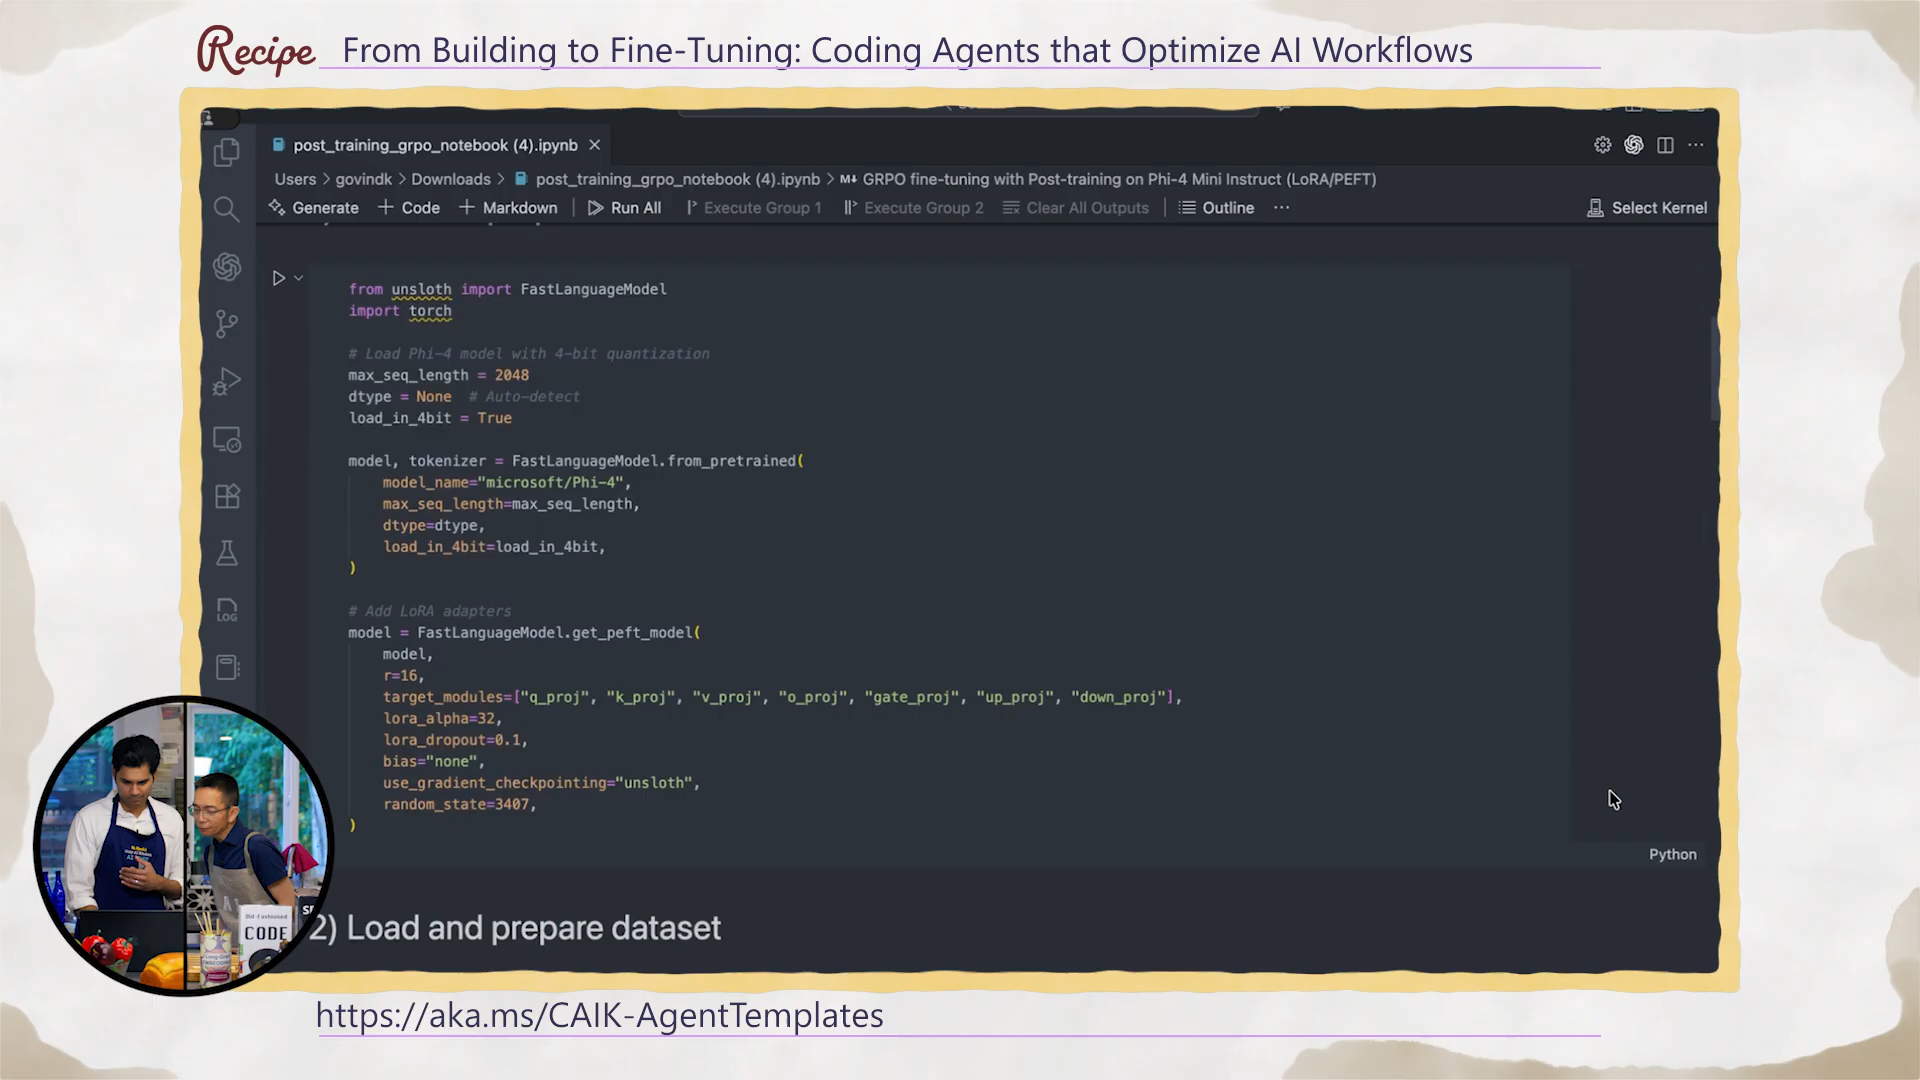 Recipe From Building to Fine-Tuning: Coding Agents that Optimize AI Workflows
post_training_grpo_notebook (4).ipynb
Users > govindk > Downloads > post_training_grpo_notebook (4).ipynb > M↓ GRPO fine-tuning with Post-training on Phi-4 Mini Instruct (LoRA/PEFT)
Generate + Code + Markdown Run All Execute Group 1 Execute Group 2 Clear All Outputs Outline ... Select Kernel
from unsloth import FastLanguageModel
import torch
# Load Phi-4 model with 4-bit quantization
max_seq_length = 2048
dtype = None # Auto-detect
load_in_4bit = True
model, tokenizer = FastLanguageModel.from_pretrained(
model_name="microsoft/Phi-4",
max_seq_length=max_seq_length,
dtype=dtype,
load_in_4bit=load_in_4bit,
)
# Add LoRA adapters
model = FastLanguageModel.get_peft_model(
model,
r=16,
target_modules=["q_proj", "k_proj", "v_proj", "o_proj", "gate_proj", "up_proj", "down_proj"],
lora_alpha=32,
lora_dropout=0.1,
bias="none",
use_gradient_checkpointing="unsloth",
random_state=3407,
)
Python
LOG
2) Load and prepare dataset
Old-Fashioned
CODE
https://aka.ms/CAIK-AgentTemplates